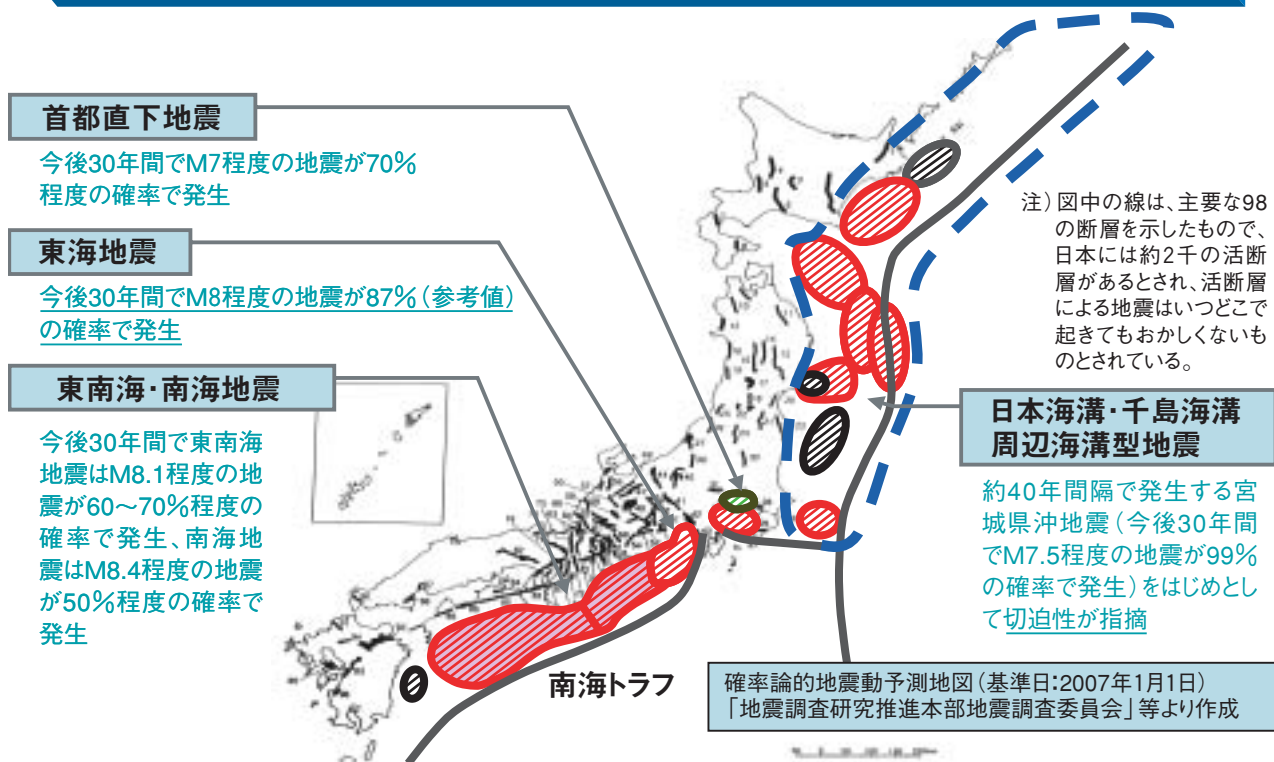 首都直下地震
今後30年間でM7程度の地震が70%
程度の確率で発生
東海地震
今後30年間でM8程度の地震が87%(参考値)
の確率で発生
東南海・南海地震
今後30年間で東南海
地震はM8.1程度の地
震が60〜70%程度の
確率で発生、南海地
震はM8.4程度の地震
が50%程度の確率で
発生
注)図中の線は、主要な98
の断層を示したもので、
日本には約2千の活断
層があるとされ、活断層
による地震はいつどこで
起きてもおかしくないも
のとされている。
日本海溝・千島海溝
周辺海溝型地震
約40年間隔で発生する宮
城県沖地震(今後30年間
でM7.5程度の地震が99%
の確率で発生)をはじめとし
て切迫性が指摘
南海トラフ
確率論的地震動予測地図(基準日:2007年1月1日)
「地震調査研究推進本部地震調査委員会」等より作成